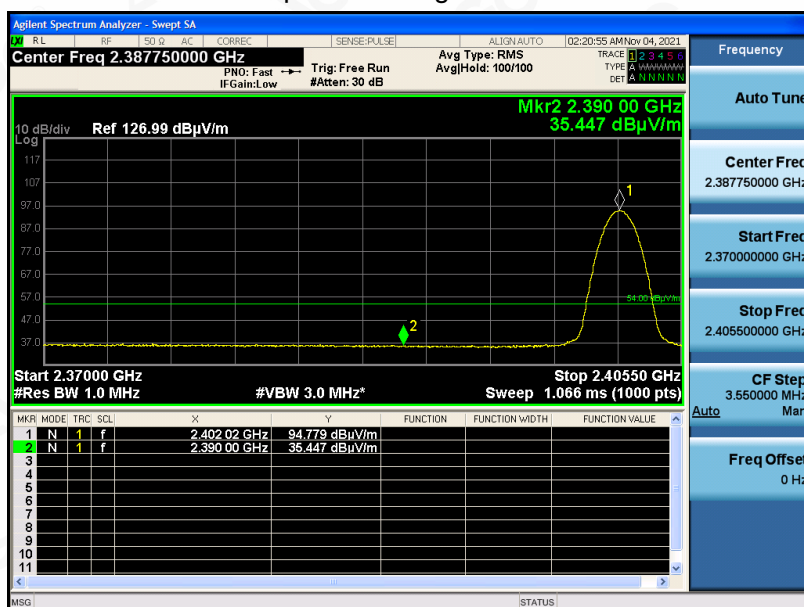 Agilent Spectrum Analyzer - Swept SA
LXI RL RF 50 Ω AC CORREC SENSE:PULSE ALIGN AUTO 02:20:55 AM Nov 04, 2021
Center Freq 2.387750000 GHz
PNO: Fast
IFGain:Low
Trig: Free Run
#Atten: 30 dB
Avg Type: RMS
Avg|Hold: 100/100
TRACE 1 2 3 4 5 6
TYPE A WWWWW
DET A N N N N N
Mkr2 2.390 00 GHz
35.447 dBµV/m
10 dB/div Ref 126.99 dBµV/m
Log
117
107
97.0
87.0
77.0
67.0
57.0
47.0
37.0
1
54.00 dBµV/m
2
Start 2.37000 GHz Stop 2.40550 GHz
#Res BW 1.0 MHz #VBW 3.0 MHz* Sweep 1.066 ms (1000 pts)
MKR MODE TRC SCL X Y FUNCTION FUNCTION WIDTH FUNCTION VALUE
1 N 1 f 2.402 02 GHz 94.779 dBµV/m
2 N 1 f 2.390 00 GHz 35.447 dBµV/m
3
4
5
6
7
8
9
10
11
MSG STATUS
Frequency
Auto Tune
Center Freq
2.387750000 GHz
Start Freq
2.370000000 GHz
Stop Freq
2.405500000 GHz
CF Step
3.550000 MHz
Auto Man
Freq Offset
0 Hz